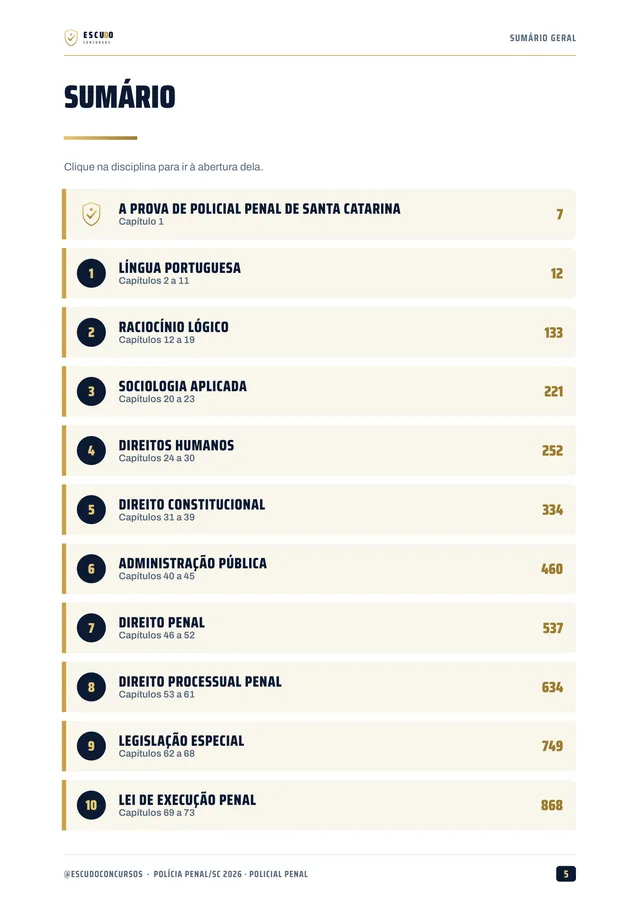 ESCUDO
CONCURSOS
SUMÁRIO GERAL
SUMÁRIO
Clique na disciplina para ir à abertura dela.
A PROVA DE POLICIAL PENAL DE SANTA CATARINA
Capítulo 1
7
1
LÍNGUA PORTUGUESA
Capítulos 2 a 11
12
2
RACIOCÍNIO LÓGICO
Capítulos 12 a 19
133
3
SOCIOLOGIA APLICADA
Capítulos 20 a 23
221
4
DIREITOS HUMANOS
Capítulos 24 a 30
252
5
DIREITO CONSTITUCIONAL
Capítulos 31 a 39
334
6
ADMINISTRAÇÃO PÚBLICA
Capítulos 40 a 45
460
7
DIREITO PENAL
Capítulos 46 a 52
537
8
DIREITO PROCESSUAL PENAL
Capítulos 53 a 61
634
9
LEGISLAÇÃO ESPECIAL
Capítulos 62 a 68
749
10
LEI DE EXECUÇÃO PENAL
Capítulos 69 a 73
868
@ESCUDOCONCURSOS · POLÍCIA PENAL/SC 2026 · POLICIAL PENAL
5